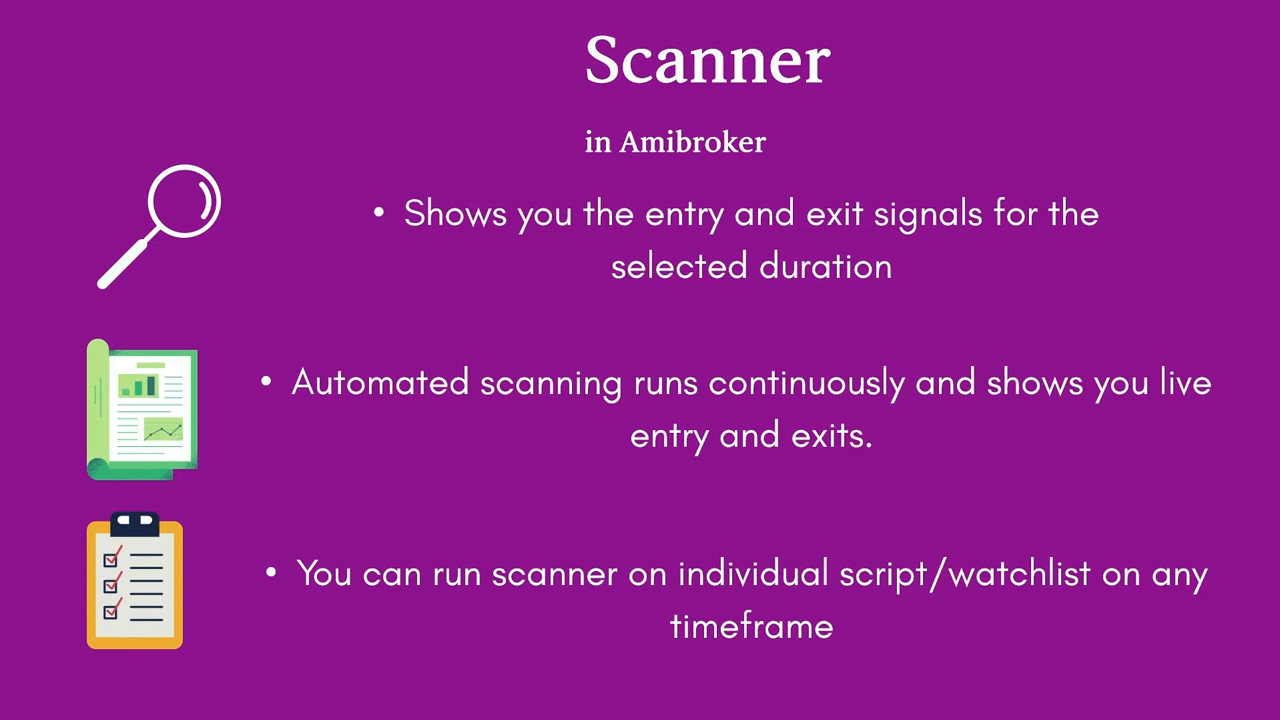 Scanner
in Amibroker
• Shows you the entry and exit signals for the
selected duration
• Automated scanning runs continuously and shows you live
entry and exits.
• You can run scanner on individual script/watchlist on any
timeframe